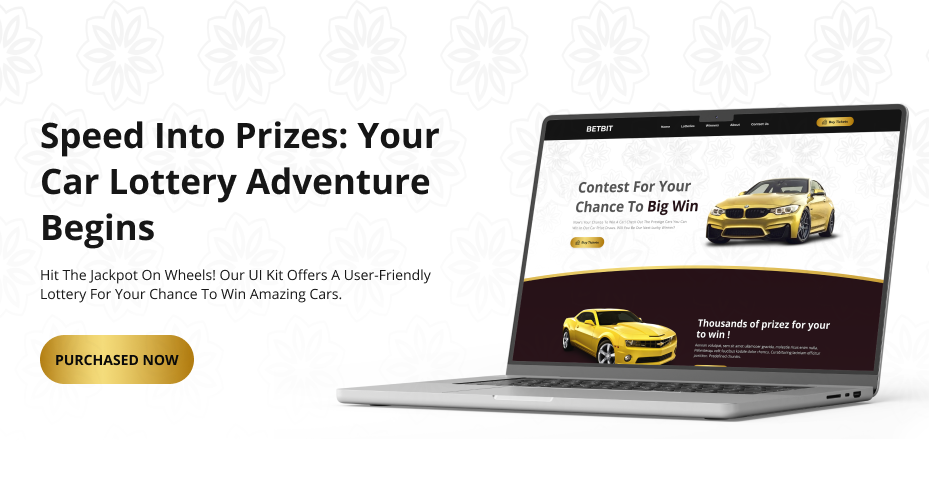 Speed Into Prizes: Your
Car Lottery Adventure
Begins
Hit The Jackpot On Wheels! Our UI Kit Offers A User-Friendly
Lottery For Your Chance To Win Amazing Cars.
PURCHASED NOW
BETBIT
Home Lotteries Winners About Contact Us
Buy Tickets
Contest For Your
Chance To Big Win
Buy Tickets
Thousands of prizez for your
to win !